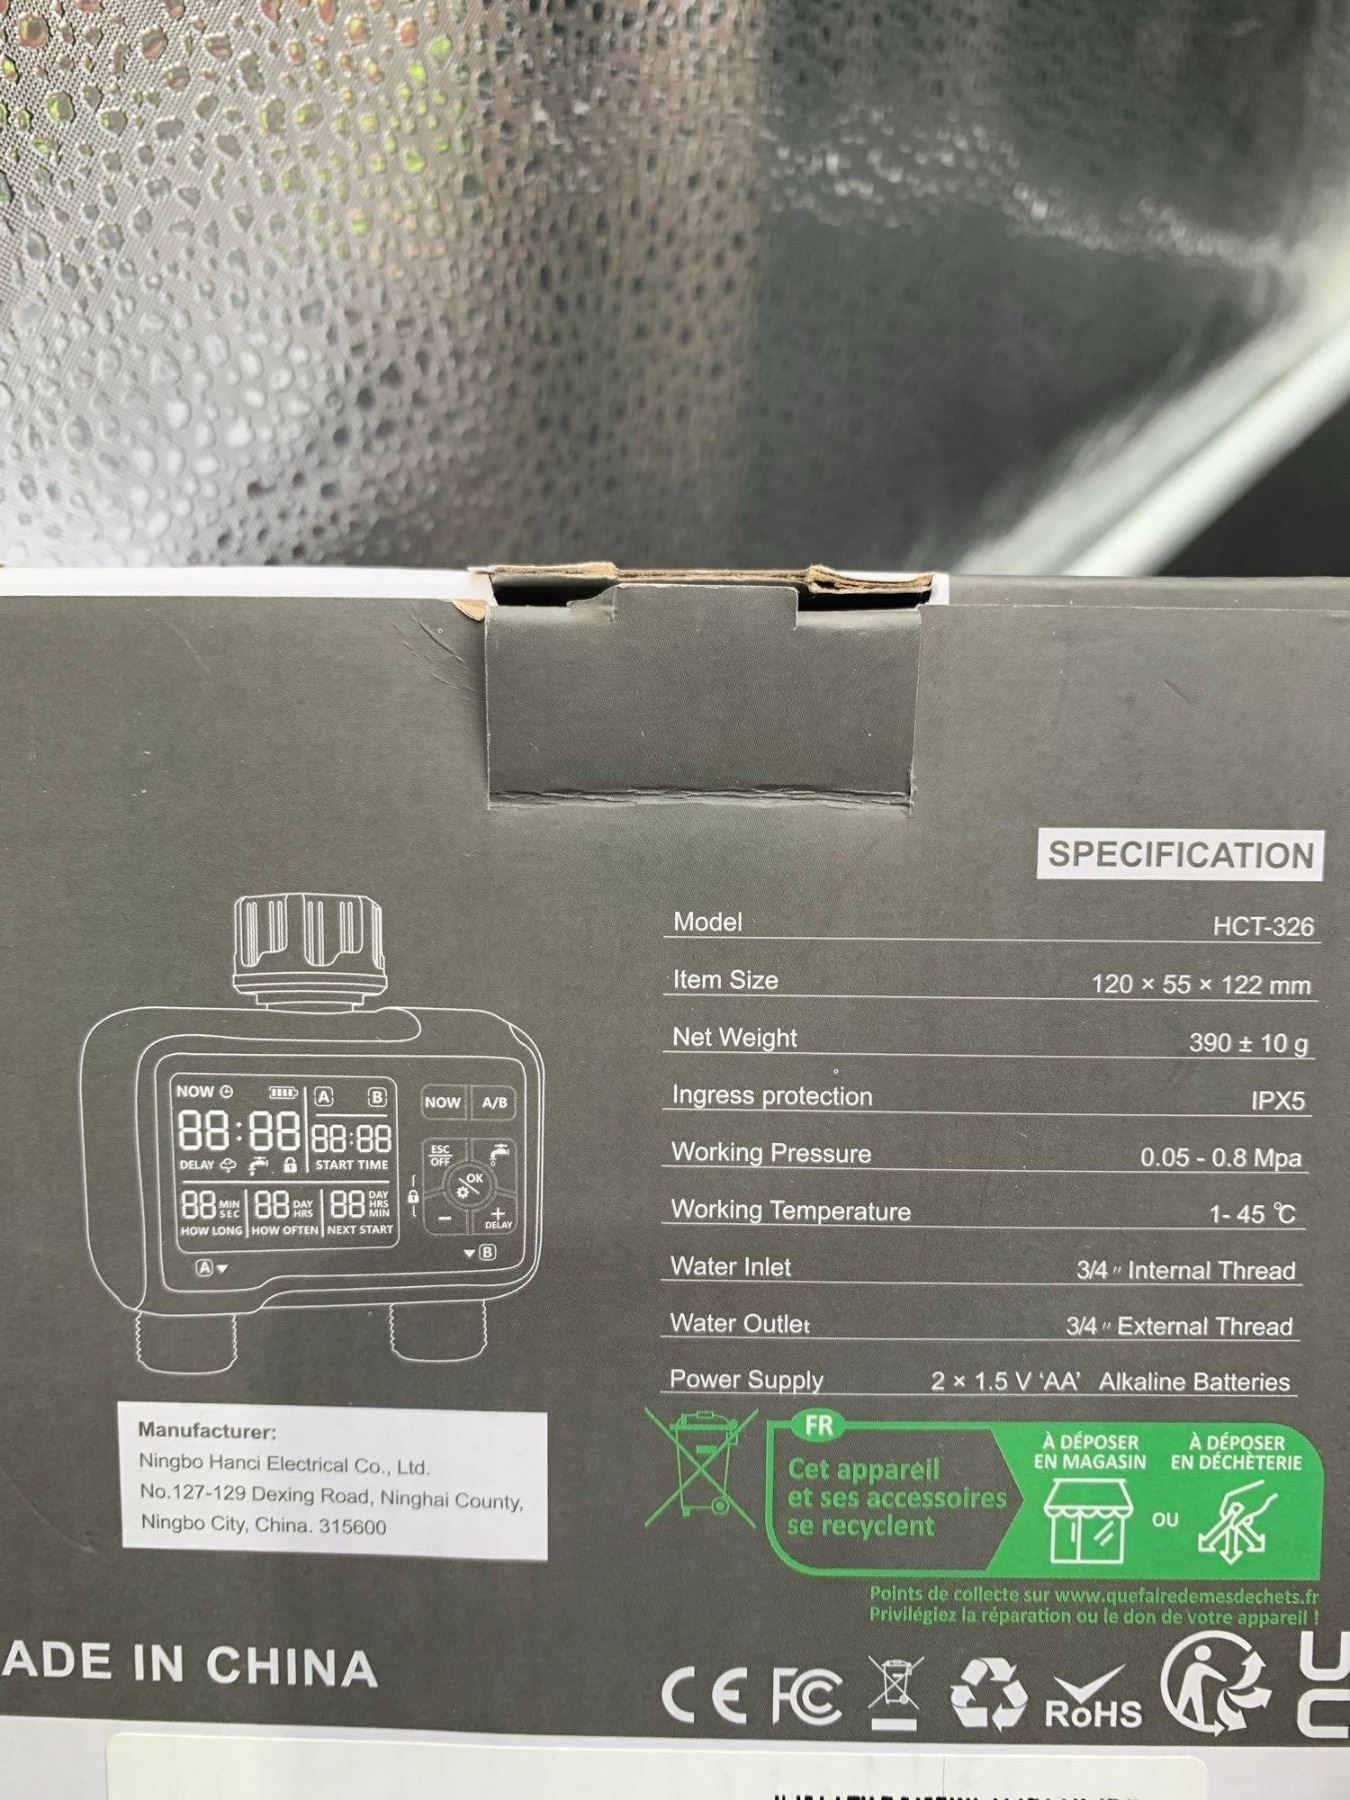 SPECIFICATION
Model HCT-326
Item Size 120 × 55 × 122 mm
Net Weight 390 ± 10 g
Ingress protection IPX5
Working Pressure 0.05 - 0.8 Mpa
Working Temperature 1- 45 ℃
Water Inlet 3/4 " Internal Thread
Water Outlet 3/4 " External Thread
Power Supply 2 × 1.5 V ‘AA’ Alkaline Batteries
NOW A B
88:88 88:88
DELAY START TIME
88 MIN SEC 88 DAY HRS 88 DAY HRS MIN
HOW LONG HOW OFTEN NEXT START
A B
NOW A/B
ESC OFF
OK
- +
DELAY
Manufacturer:
Ningbo Hanci Electrical Co., Ltd.
No.127-129 Dexing Road, Ninghai County,
Ningbo City, China. 315600
FR
Cet appareil
et ses accessoires
se recyclent
À DÉPOSER
EN MAGASIN
OU
À DÉPOSER
EN DÉCHÈTERIE
Points de collecte sur www.quefairedemesdechets.fr
Privilégiez la réparation ou le don de votre appareil !
ADE IN CHINA
CE FC RoHS UC